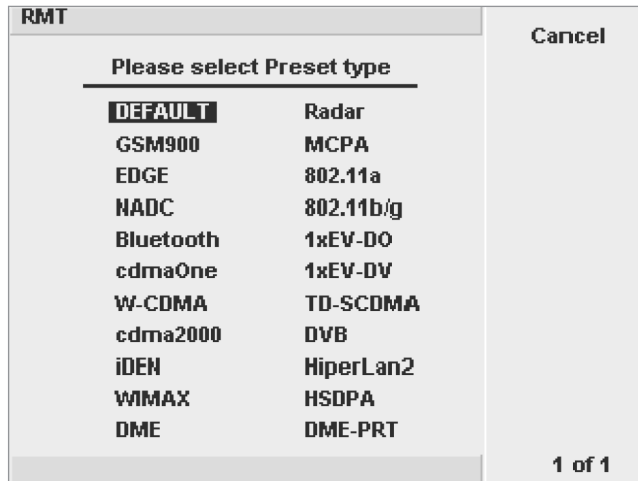 RMT
Cancel
Please select Preset type
DEFAULT Radar
GSM900 MCPA
EDGE 802.11a
NADC 802.11b/g
Bluetooth 1xEV-DO
cdmaOne 1xEV-DV
W-CDMA TD-SCDMA
cdma2000 DVB
iDEN HiperLan2
WIMAX HSDPA
DME DME-PRT
1 of 1